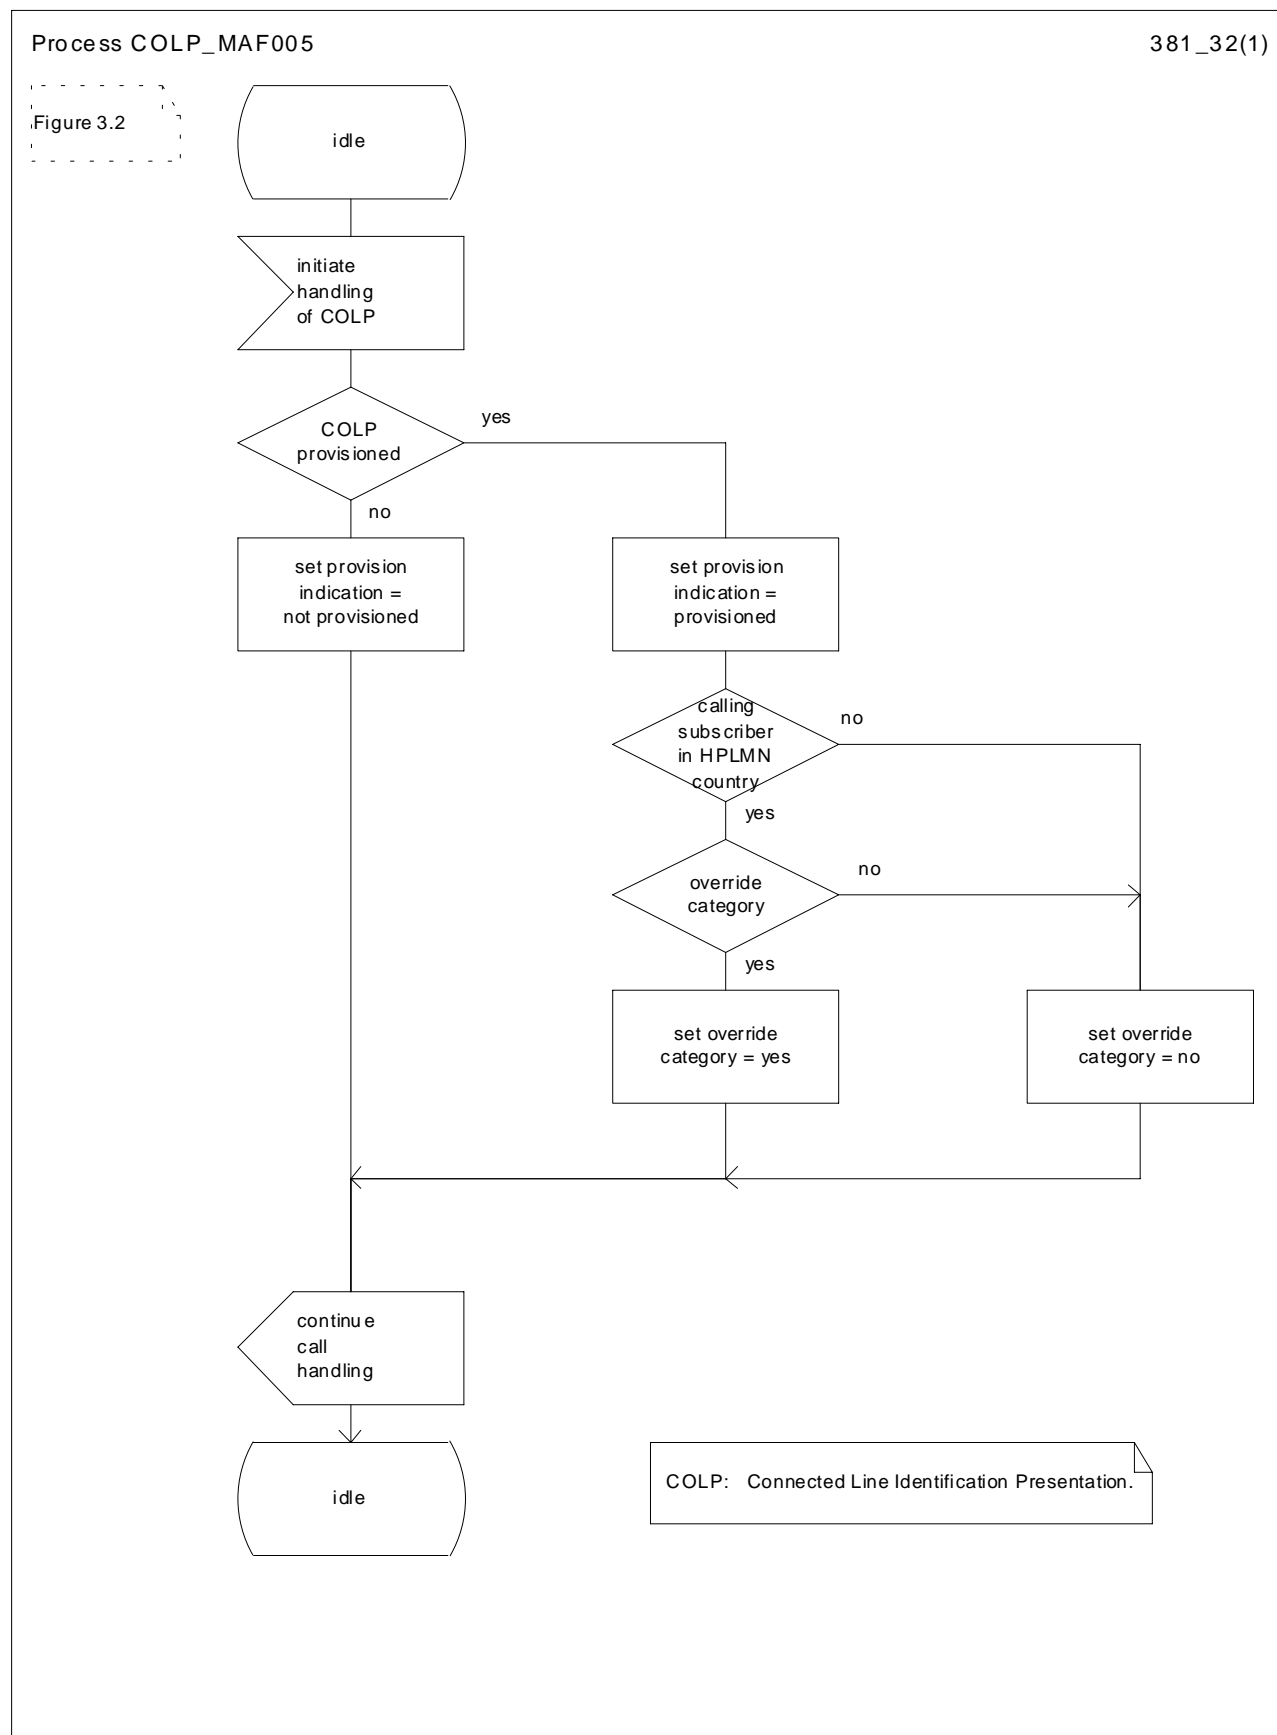 Process COLP_MAF005
381_32(1)
Figure 3.2
idle
initiate
handling
of COLP
COLP
provisioned
yes
no
set provision
indication =
not provisioned
set provision
indication =
provisioned
calling
subscriber
in HPLMN
country
no
yes
override
category
no
yes
set override
category = yes
set override
category = no
continue
call
handling
idle
COLP: Connected Line Identification Presentation.